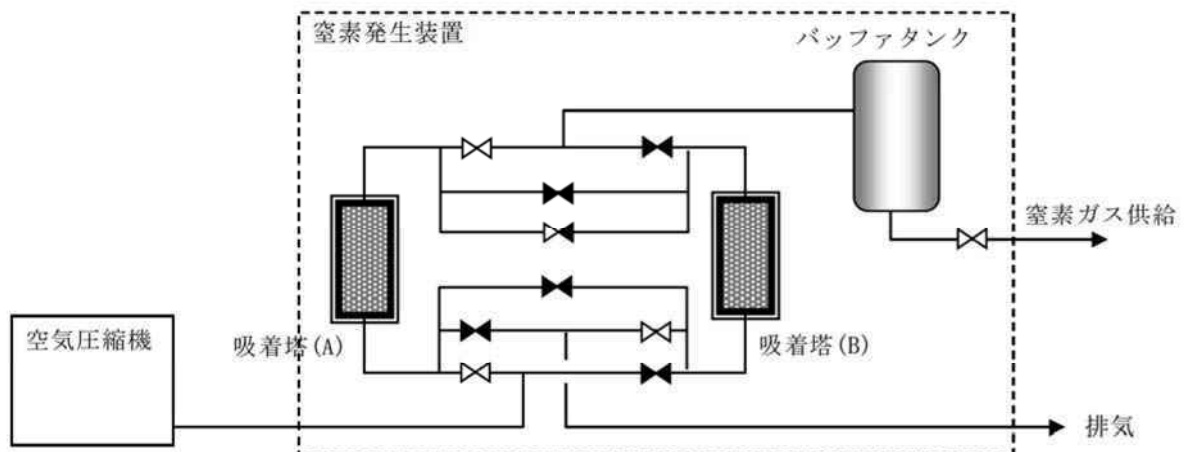 窒素発生装置
バッファタンク
窒素ガス供給
空気圧縮機
吸着塔(A)
吸着塔(B)
排気